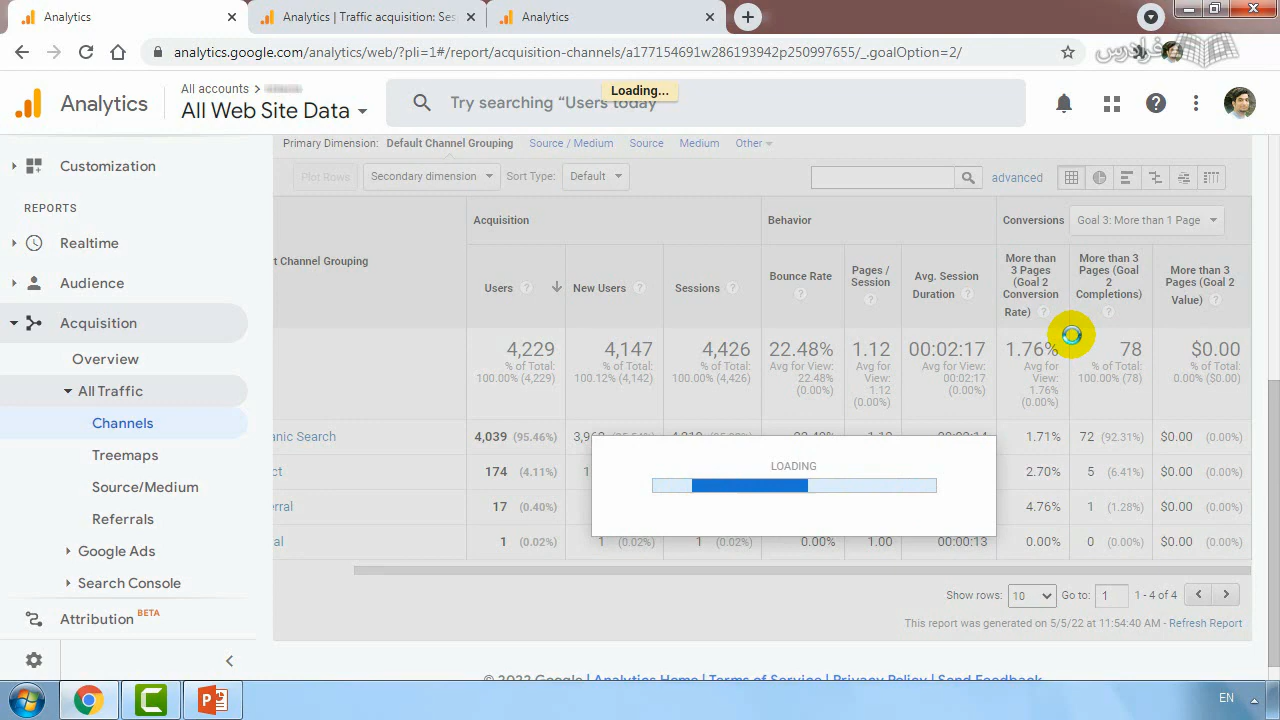 Analytics
Analytics | Traffic acquisition: Ses
Analytics
analytics.google.com/analytics/web/?pli=1#/report/acquisition-channels/a177154691w286193942p250997655/_.goalOption=2/
فرادرس
Analytics
All accounts >
All Web Site Data
Try searching “Users today”
Loading...
Customization
REPORTS
Realtime
Audience
Acquisition
Overview
All Traffic
Channels
Treemaps
Source/Medium
Referrals
Google Ads
Search Console
Attribution BETA
Primary Dimension: Default Channel Grouping Source / Medium Source Medium Other
Plot Rows Secondary dimension Sort Type: Default advanced
Acquisition Behavior Conversions Goal 3: More than 1 Page
t Channel Grouping
Users ? New Users ? Sessions ? Bounce Rate ? Pages / Session ? Avg. Session Duration ? More than 3 Pages (Goal 2 Conversion Rate) ? More than 3 Pages (Goal 2 Completions) ? More than 3 Pages (Goal 2 Value) ?
4,229 4,147 4,426 22.48% 1.12 00:02:17 1.76% 78 $0.00
% of Total: 100.00% (4,229) % of Total: 100.12% (4,142) % of Total: 100.00% (4,426) Avg for View: 22.48% (0.00%) Avg for View: 1.12 (0.00%) Avg for View: 00:02:17 (0.00%) Avg for View: 1.76% (0.00%) % of Total: 100.00% (78) % of Total: 0.00% ($0.00)
anic Search 4,039 (95.46%) 1.71% 72 (92.31%) $0.00 (0.00%)
ct 174 (4.11%) 2.70% 5 (6.41%) $0.00 (0.00%)
erral 17 (0.40%) 4.76% 1 (1.28%) $0.00 (0.00%)
al 1 (0.02%) 1 (0.02%) 1 (0.02%) 0.00% 1.00 00:00:13 0.00% 0 (0.00%) $0.00 (0.00%)
LOADING
Show rows: 10 Go to: 1 1 - 4 of 4
This report was generated on 5/5/22 at 11:54:40 AM - Refresh Report
© 2022 Google | Analytics Home | Terms of Service | Privacy Policy | Send Feedback
EN